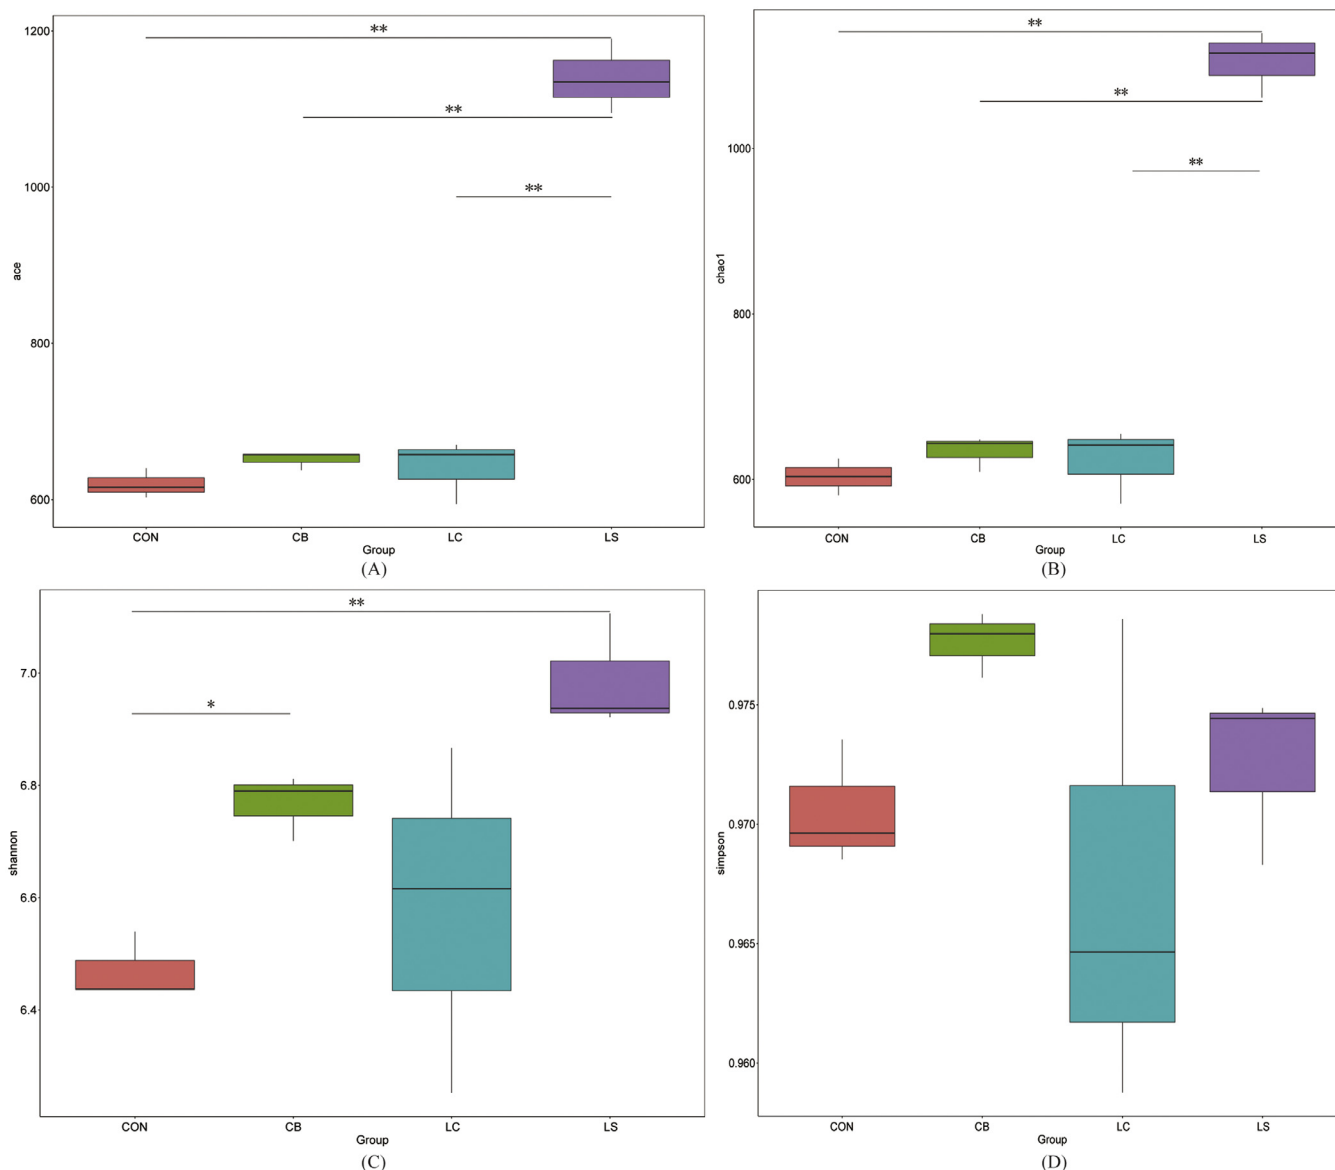 1200
1000
800
600
ace
**
**
**
CON CB LC LS
Group
(A)
1000
800
600
chao1
**
**
**
CON CB LC LS
Group
(B)
7.0
6.8
6.6
6.4
shannon
**
*
CON CB LC LS
Group
(C)
0.975
0.970
0.965
0.960
simpson
CON CB LC LS
Group
(D)